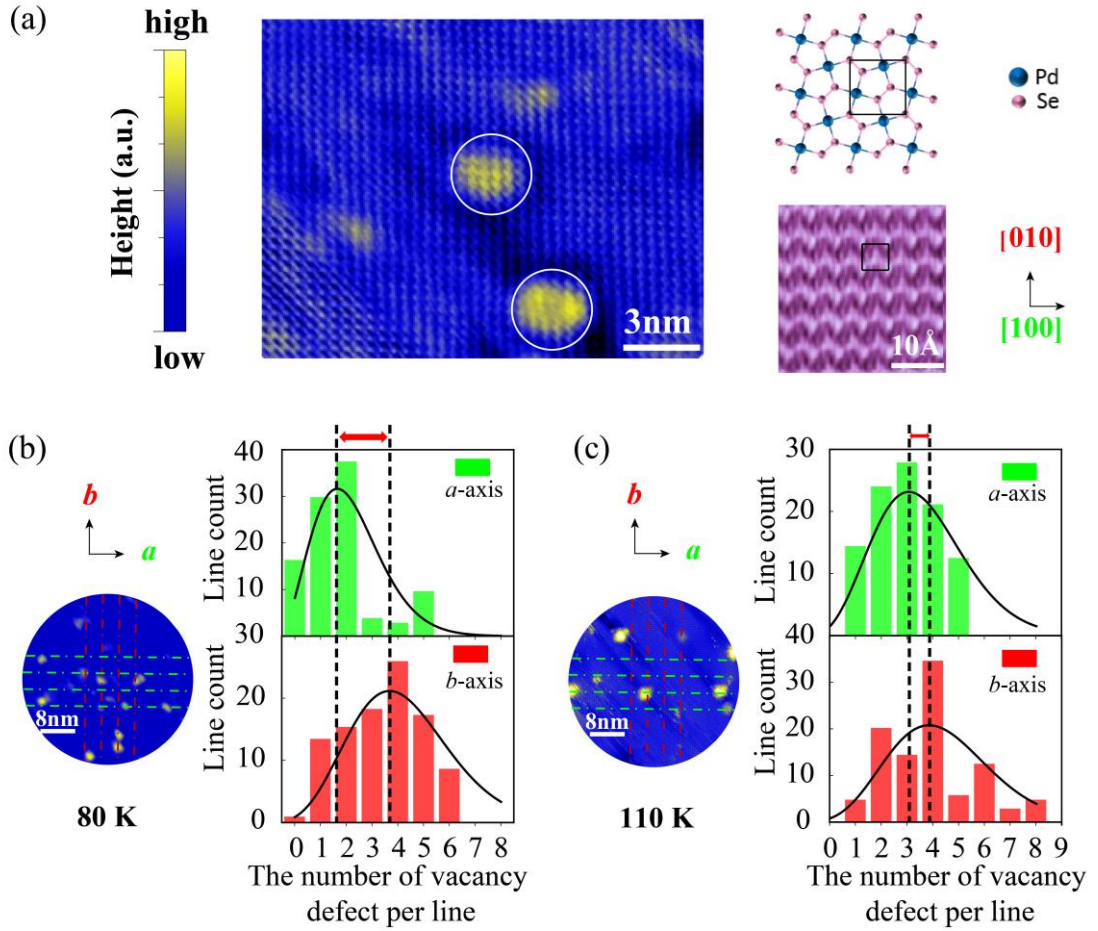 (a)
high
Height (a.u.)
low
3nm
Pd
Se
10Å
[010]
[100]
(b)
b
a
8nm
80 K
40
30
20
10
30
20
10
0
Line count
Line count
a-axis
b-axis
0 1 2 3 4 5 6 7 8
The number of vacancy
defect per line
(c)
b
a
8nm
110 K
30
20
10
40
30
20
10
0
Line count
Line count
a-axis
b-axis
0 1 2 3 4 5 6 7 8 9
The number of vacancy
defect per line